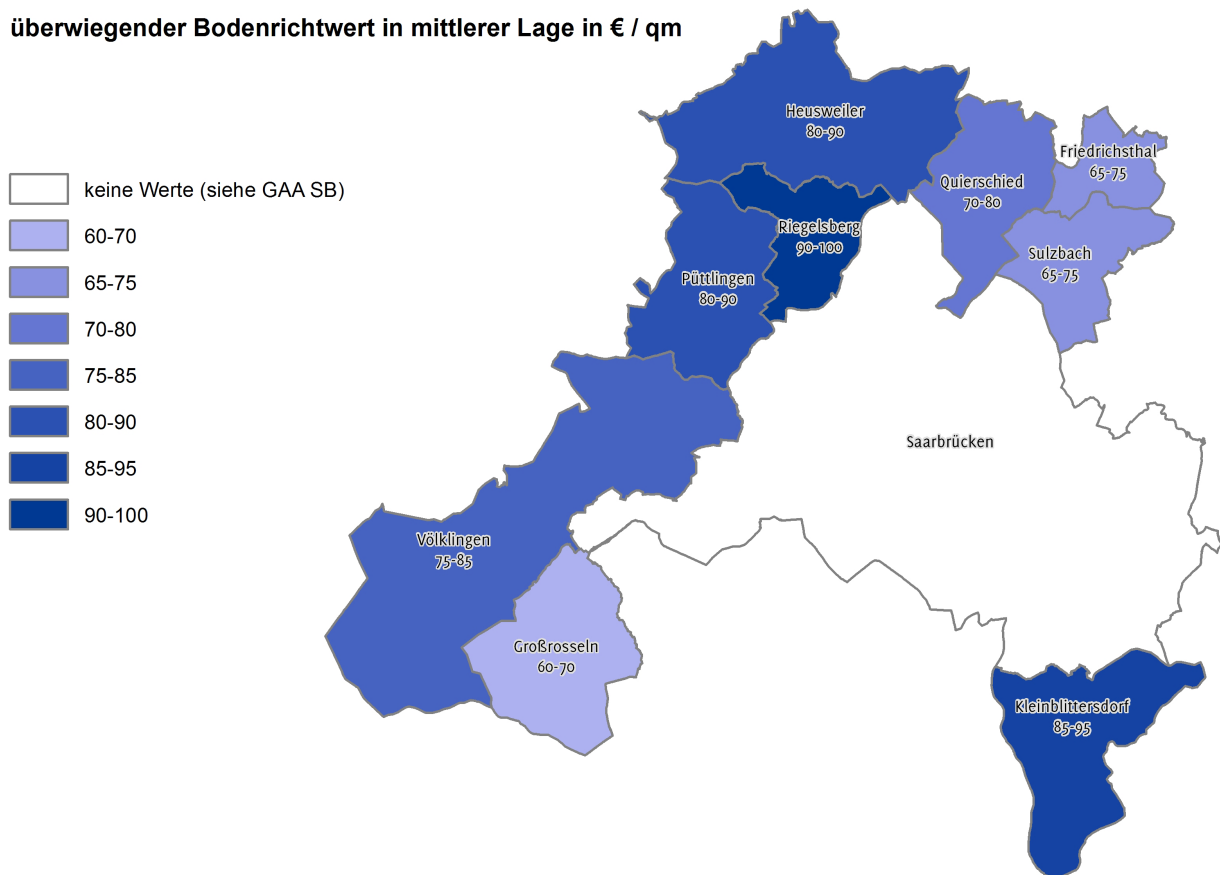 überwiegender Bodenrichtwert in mittlerer Lage in € / qm
keine Werte (siehe GAA SB)
60-70
65-75
70-80
75-85
80-90
85-95
90-100
Heusweiler
80-90
Friedrichsthal
65-75
Quierschied
70-80
Riegelsberg
90-100
Sulzbach
65-75
Püttlingen
80-90
Saarbrücken
Völklingen
75-85
Großrosseln
60-70
Kleinblittersdorf
85-95